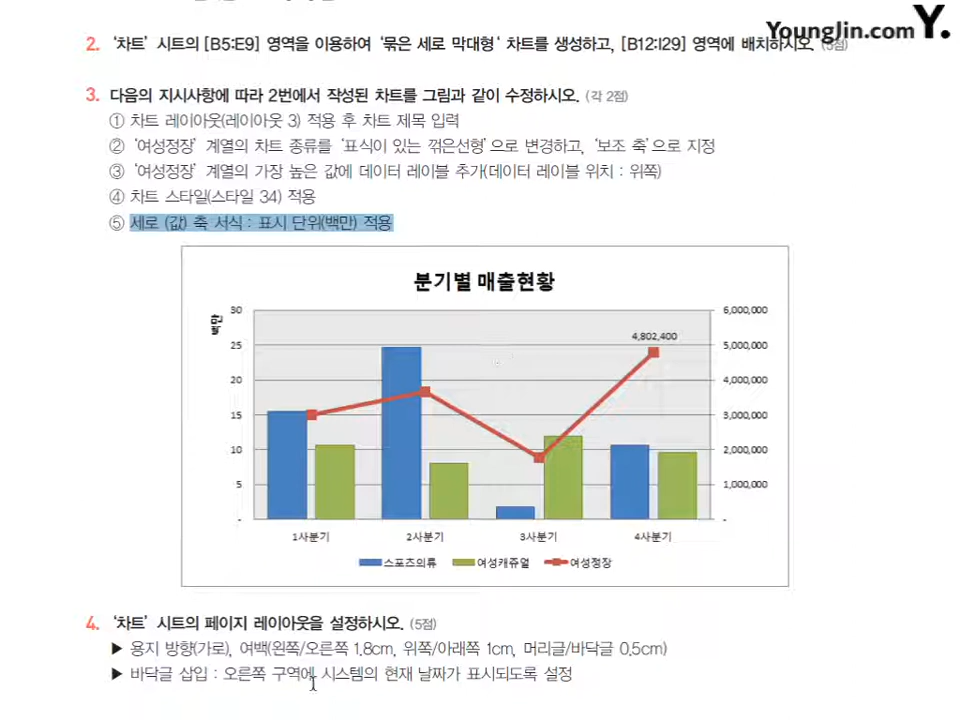 YoungJin.com Y.
2. ‘차트’ 시트의 [B5:E9] 영역을 이용하여 ‘묶은 세로 막대형‘ 차트를 생성하고, [B12:I29] 영역에 배치하시오. (5점)
3. 다음의 지시사항에 따라 2번에서 작성된 차트를 그림과 같이 수정하시오. (각 2점)
① 차트 레이아웃(레이아웃 3) 적용 후 차트 제목 입력
② ‘여성정장’ 계열의 차트 종류를 ‘표식이 있는 꺾은선형’으로 변경하고, ‘보조 축’으로 지정
③ ‘여성정장’ 계열의 가장 높은 값에 데이터 레이블 추가(데이터 레이블 위치 : 위쪽)
④ 차트 스타일(스타일 34) 적용
⑤ 세로 (값) 축 서식 : 표시 단위(백만) 적용
분기별 매출현황
백만
30 6,000,000
4,802,400
25 5,000,000
20 4,000,000
15 3,000,000
10 2,000,000
5 1,000,000
- -
1사분기 2사분기 3사분기 4사분기
스포츠의류 여성캐쥬얼 여성정장
4. ‘차트’ 시트의 페이지 레이아웃을 설정하시오. (5점)
▶ 용지 방향(가로), 여백(왼쪽/오른쪽 1.8cm, 위쪽/아래쪽 1cm, 머리글/바닥글 0.5cm)
▶ 바닥글 삽입 : 오른쪽 구역에 시스템의 현재 날짜가 표시되도록 설정